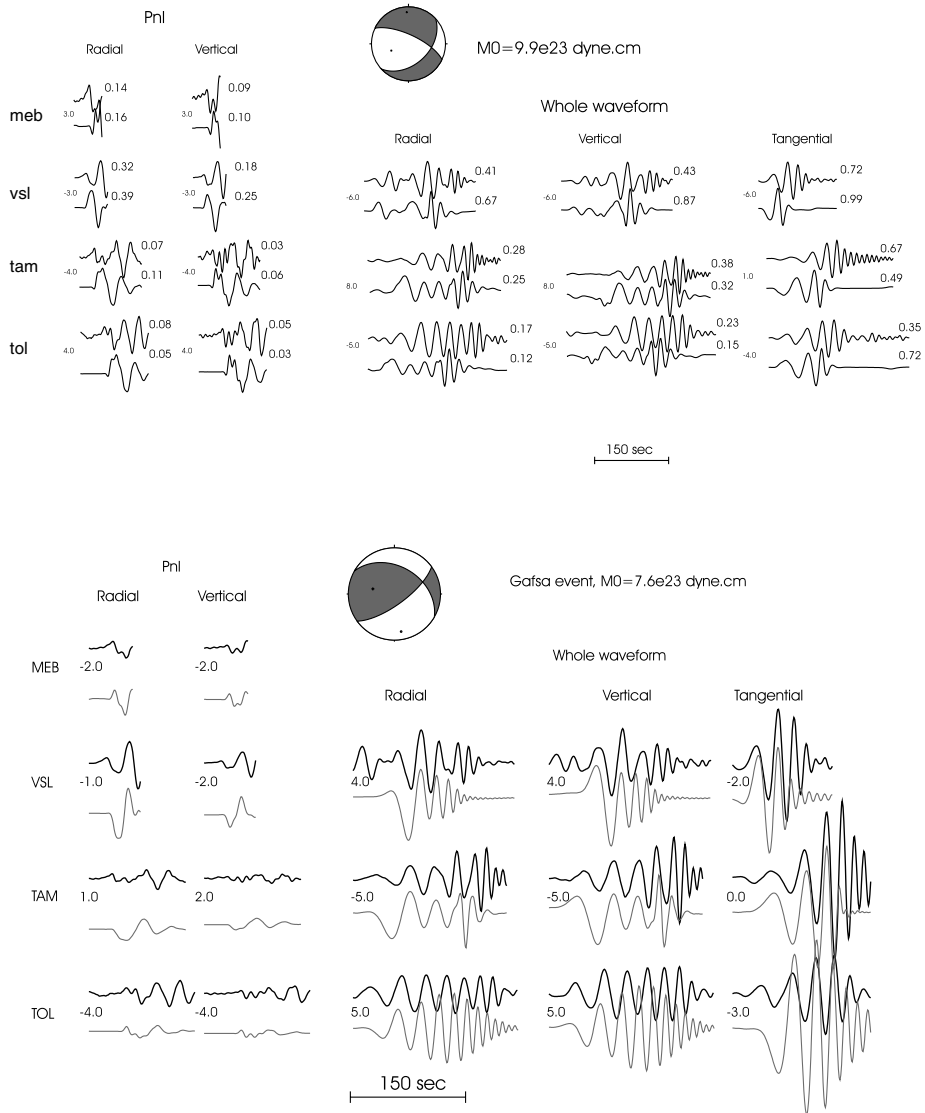 Pnl
M0=9.9e23 dyne.cm
Radial Vertical
Whole waveform
Radial Vertical Tangential
meb 3.0 0.14 0.16 3.0 0.09 0.10
vsl -3.0 0.32 0.39 -3.0 0.18 0.25 -6.0 0.41 0.67 -6.0 0.43 0.87 -6.0 0.72 0.99
tam -4.0 0.07 0.11 -4.0 0.03 0.06 8.0 0.28 0.25 8.0 0.38 0.32 1.0 0.67 0.49
tol 4.0 0.08 0.05 4.0 0.05 0.03 -5.0 0.17 0.12 -5.0 0.23 0.15 -4.0 0.35 0.72
150 sec
Pnl
Gafsa event, M0=7.6e23 dyne.cm
Radial Vertical
Whole waveform
Radial Vertical Tangential
MEB -2.0 -2.0
VSL -1.0 -2.0 4.0 4.0 -2.0
TAM 1.0 2.0 -5.0 -5.0 0.0
TOL -4.0 -4.0 5.0 5.0 -3.0
150 sec